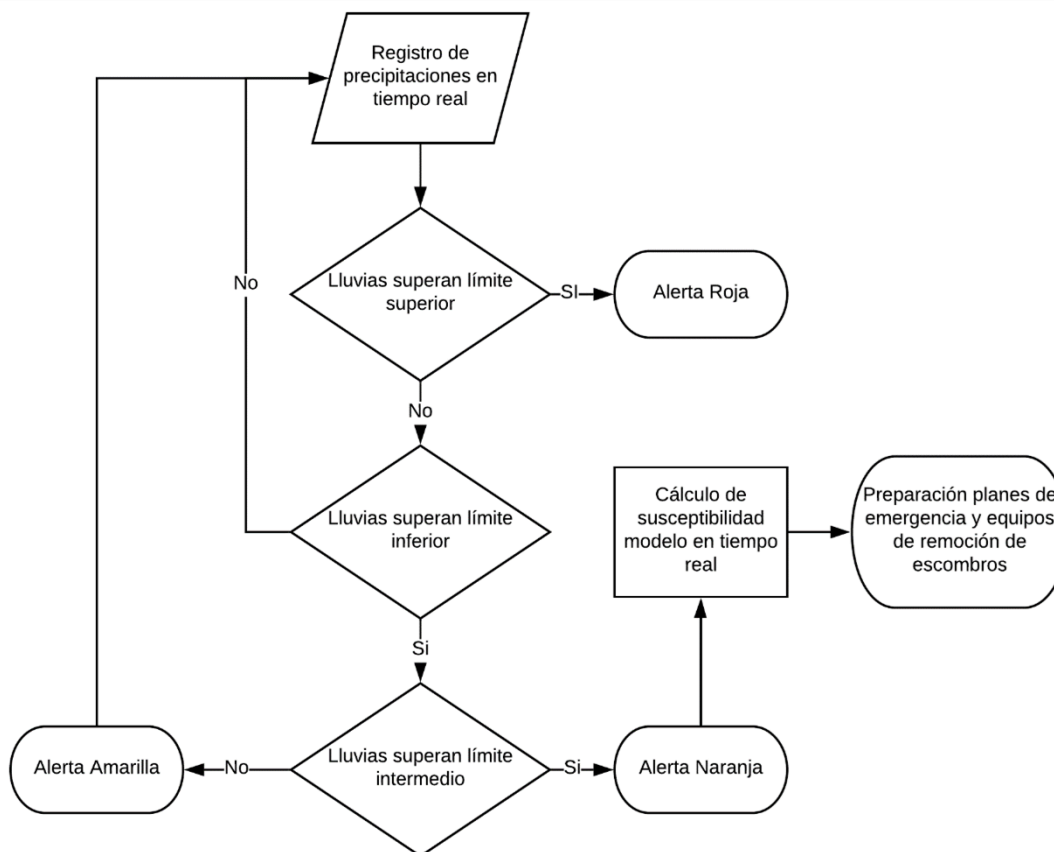 Registro de
precipitaciones en
tiempo real
Lluvias superan límite
superior
SI
Alerta Roja
No
No
Lluvias superan límite
inferior
Cálculo de
susceptibilidad
modelo en tiempo
real
Preparación planes de
emergencia y equipos
de remoción de
escombros
Si
Lluvias superan límite
intermedio
No
Alerta Amarilla
Si
Alerta Naranja